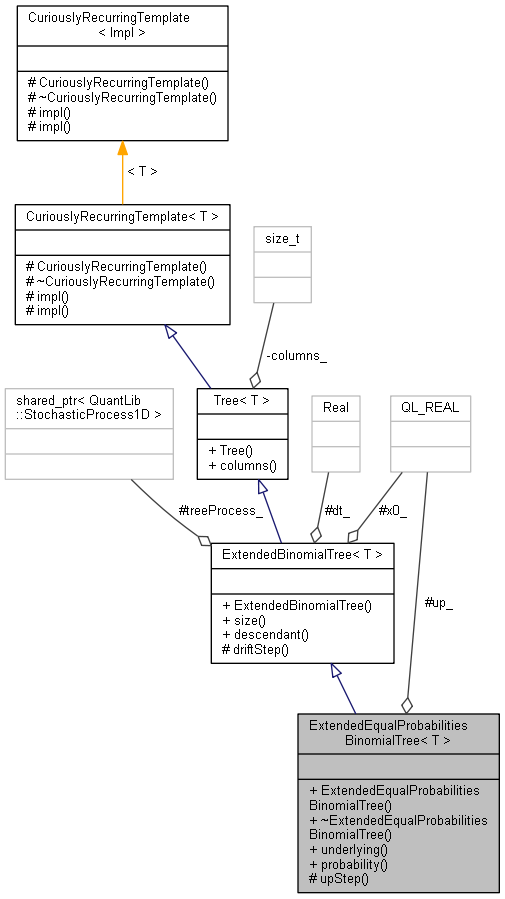 CuriouslyRecurringTemplate
< Impl >
# CuriouslyRecurringTemplate()
# ~CuriouslyRecurringTemplate()
# impl()
# impl()
< T >
CuriouslyRecurringTemplate< T >
# CuriouslyRecurringTemplate()
# ~CuriouslyRecurringTemplate()
# impl()
# impl()
size_t
-columns_
shared_ptr< QuantLib
::StochasticProcess1D >
Tree< T >
+ Tree()
+ columns()
Real
QL_REAL
#treeProcess_
#dt_
#x0_
ExtendedBinomialTree< T >
+ ExtendedBinomialTree()
+ size()
+ descendant()
# driftStep()
#up_
ExtendedEqualProbabilities
BinomialTree< T >
+ ExtendedEqualProbabilities
BinomialTree()
+ ~ExtendedEqualProbabilities
BinomialTree()
+ underlying()
+ probability()
# upStep()